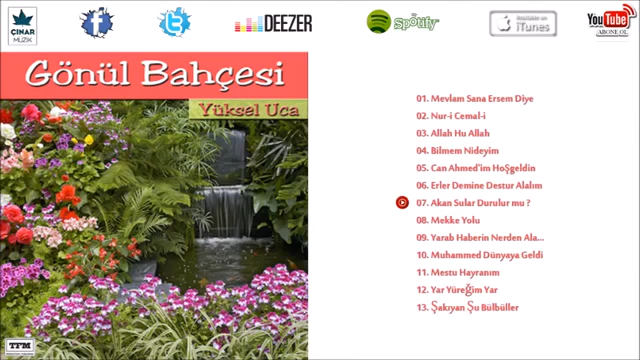 ÇINAR
MÜZİK
DEEZER
Spotify
Available on
iTunes
YouTube
ABONE OL
Gönül Bahçesi
Yüksel Uca
01. Mevlam Sana Ersem Diye
02. Nur-i Cemal-i
03. Allah Hu Allah
04. Bilmem Nideyim
05. Can Ahmed'im Hoşgeldin
06. Erler Demine Destur Alalım
07. Akan Sular Durulur mu ?
08. Mekke Yolu
09. Yarab Haberin Nerden Ala...
10. Muhammed Dünyaya Geldi
11. Mestu Hayranım
12. Yar Yüreğim Yar
13. Şakıyan Şu Bülbüller
TFM